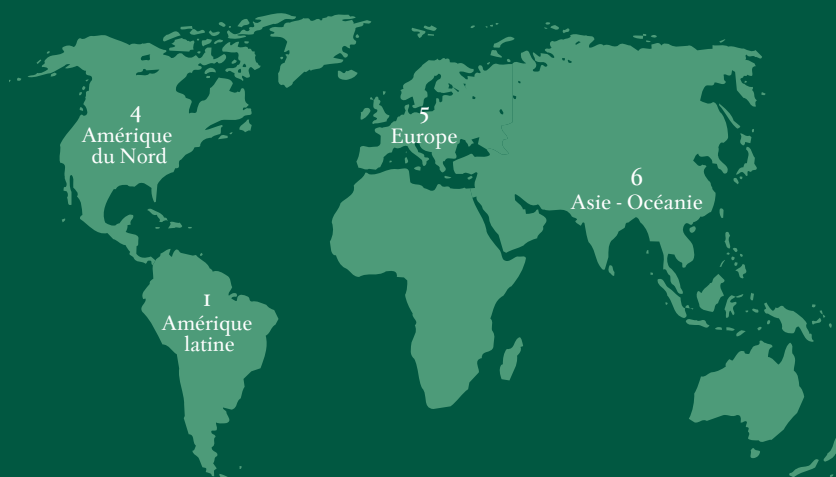 4
Amérique
du Nord
5
Europe
6
Asie - Océanie
1
Amérique
latine